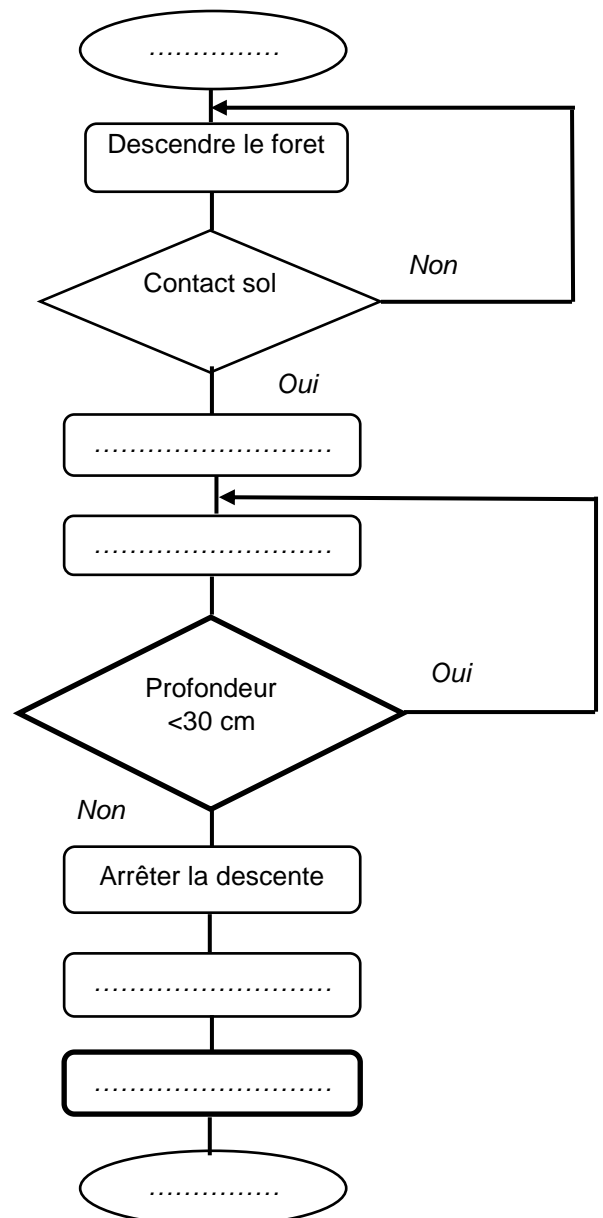 ……………
Descendre le foret
Contact sol
Non
Oui
………………………
………………………
Profondeur
<30 cm
Oui
Non
Arrêter la descente
………………………
………………………
……………